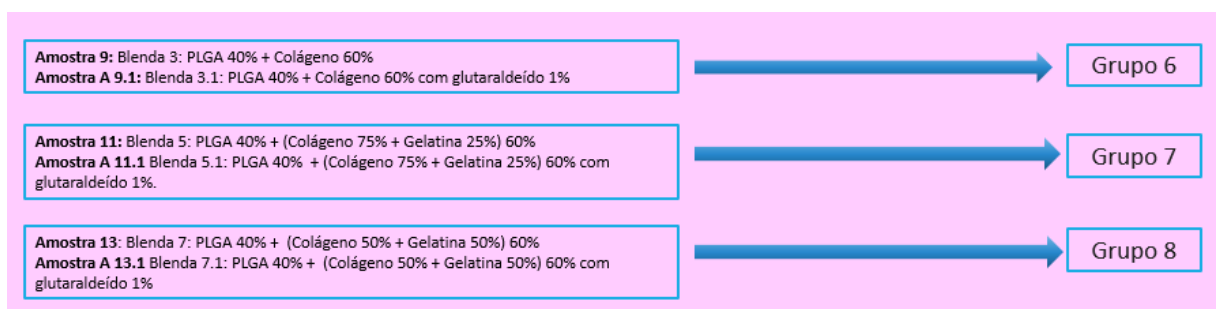 Amostra 9: Blenda 3: PLGA 40% + Colágeno 60%
Amostra A 9.1: Blenda 3.1: PLGA 40% + Colágeno 60% com glutaraldeído 1%
Grupo 6
Amostra 11: Blenda 5: PLGA 40% + (Colágeno 75% + Gelatina 25%) 60%
Amostra A 11.1 Blenda 5.1: PLGA 40%  + (Colágeno 75% + Gelatina 25%) 60% com
glutaraldeído 1%.
Grupo 7
Amostra 13: Blenda 7: PLGA 40% +  (Colágeno 50% + Gelatina 50%) 60%
Amostra A 13.1 Blenda 7.1: PLGA 40% +  (Colágeno 50% + Gelatina 50%) 60% com
glutaraldeído 1%
Grupo 8